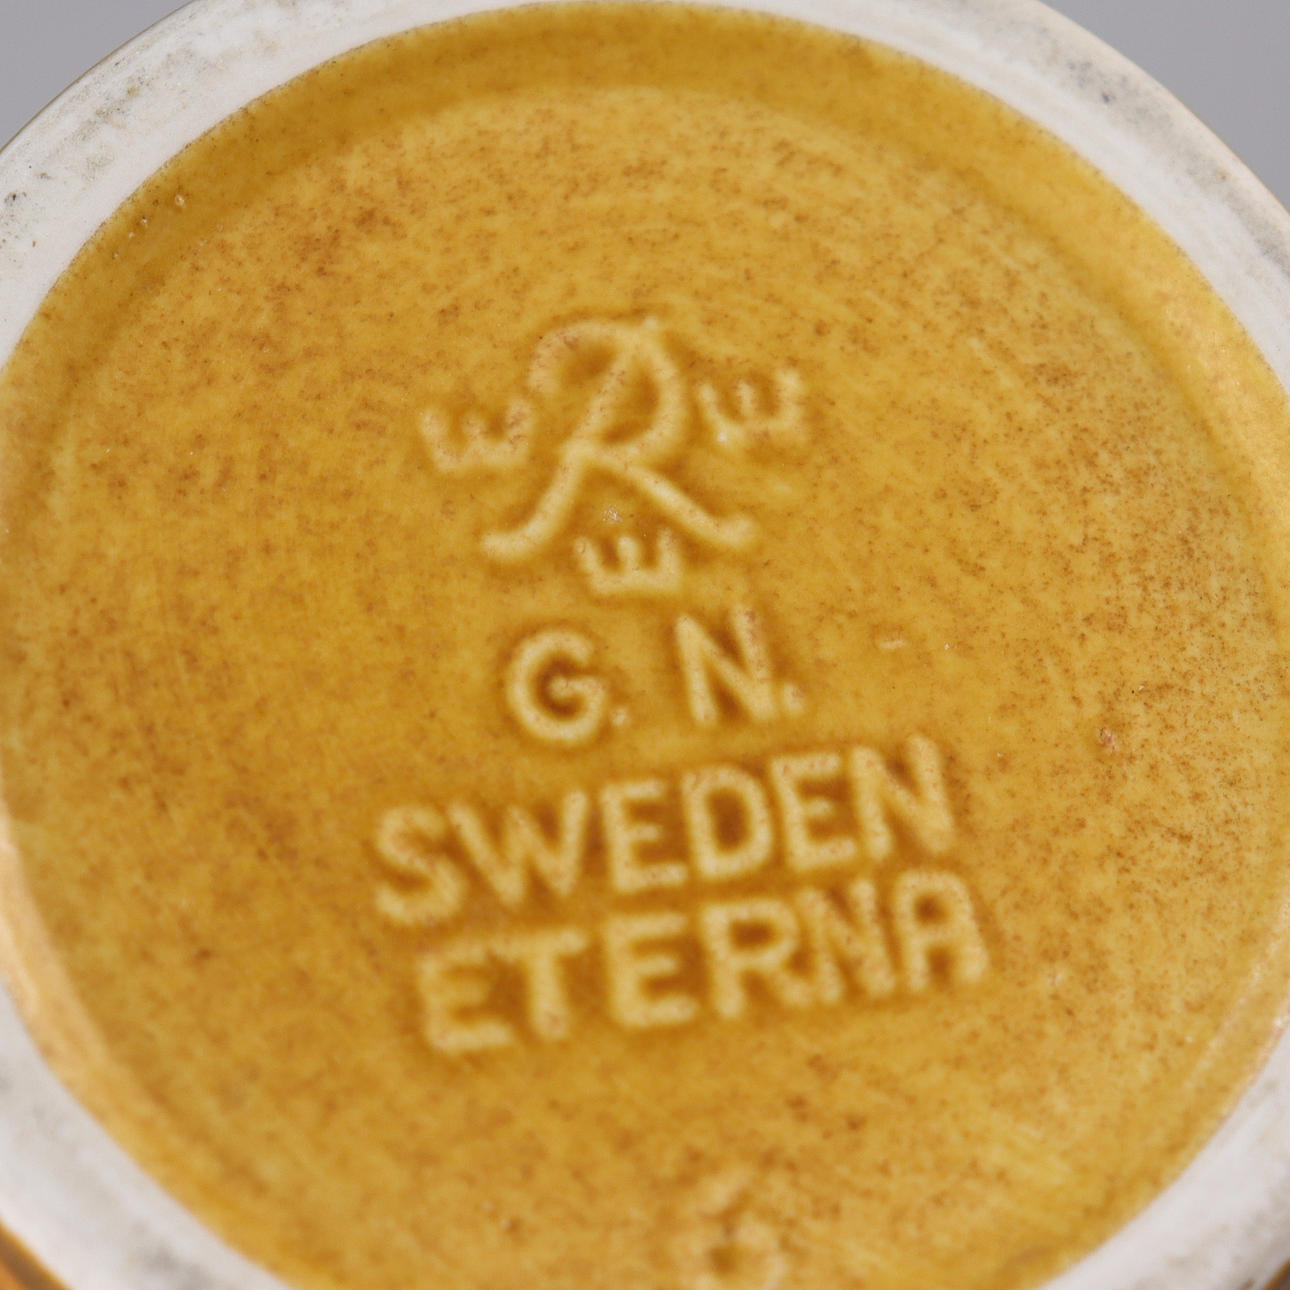 R
G. N.
SWEDEN
ETERNA